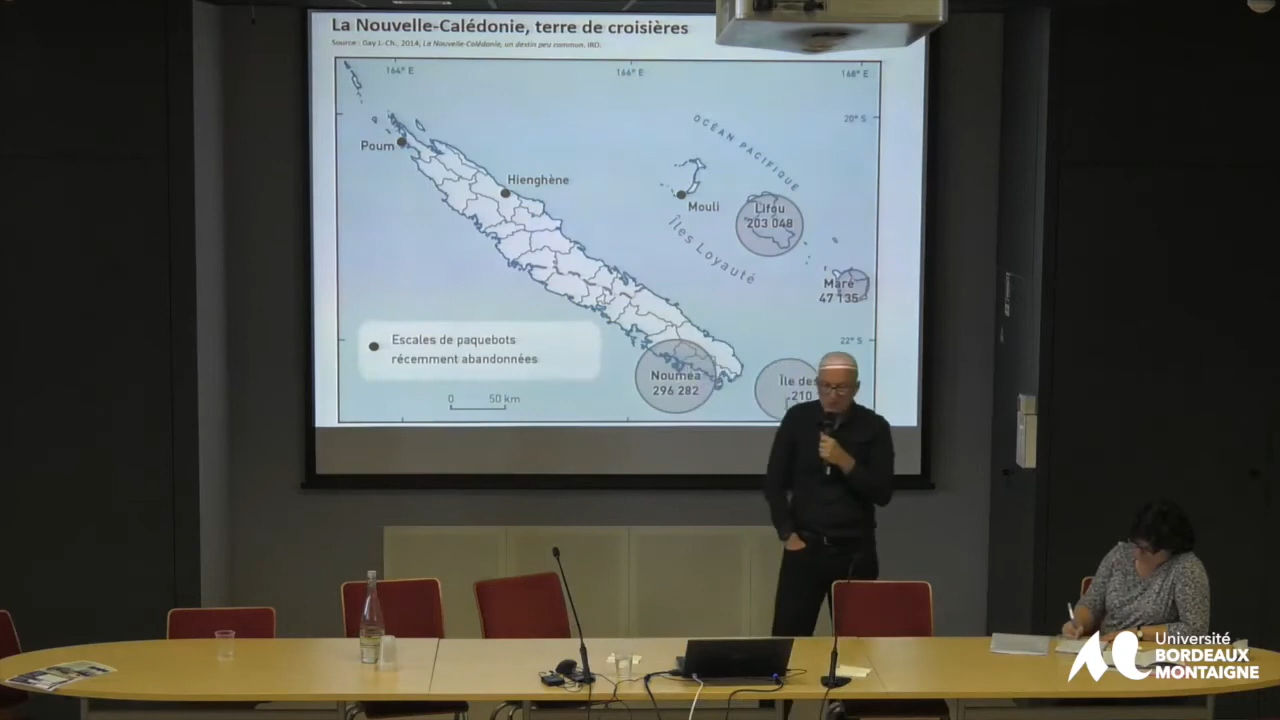 La Nouvelle-Calédonie, terre de croisières
Source : Gay J.-Ch., 2014, La Nouvelle-Calédonie, un destin peu commun, IRD.
164° E
166° E
168° E
20° S
OCÉAN PACIFIQUE
Poum
Hienghène
Mouli
Lifou
203 048
Îles Loyauté
Maré
47 135
22° S
Escales de paquebots
récemment abandonnées
Nouméa
296 282
Île des
210
0
50 km
Université
BORDEAUX
MONTAIGNE